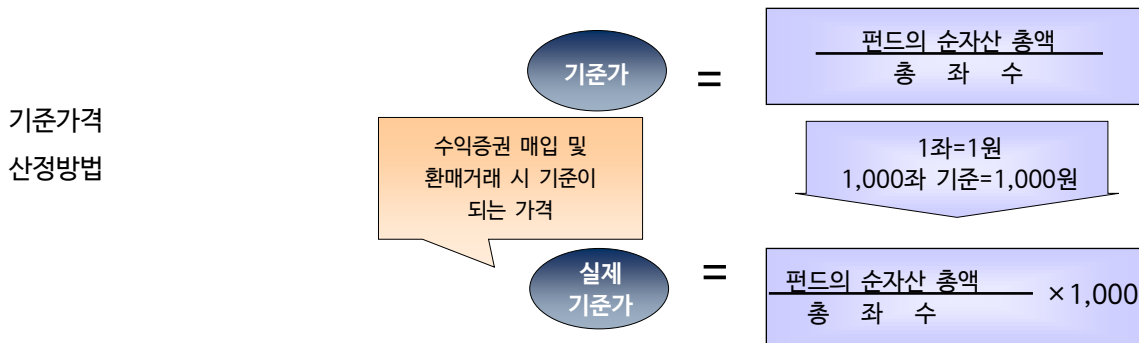 기준가격
산정방법
기준가
=
펀드의 순자산 총액
총 좌 수
수익증권 매입 및
환매거래 시 기준이
되는 가격
1좌=1원
1,000좌 기준=1,000원
실제
기준가
=
펀드의 순자산 총액
총 좌 수
×1,000